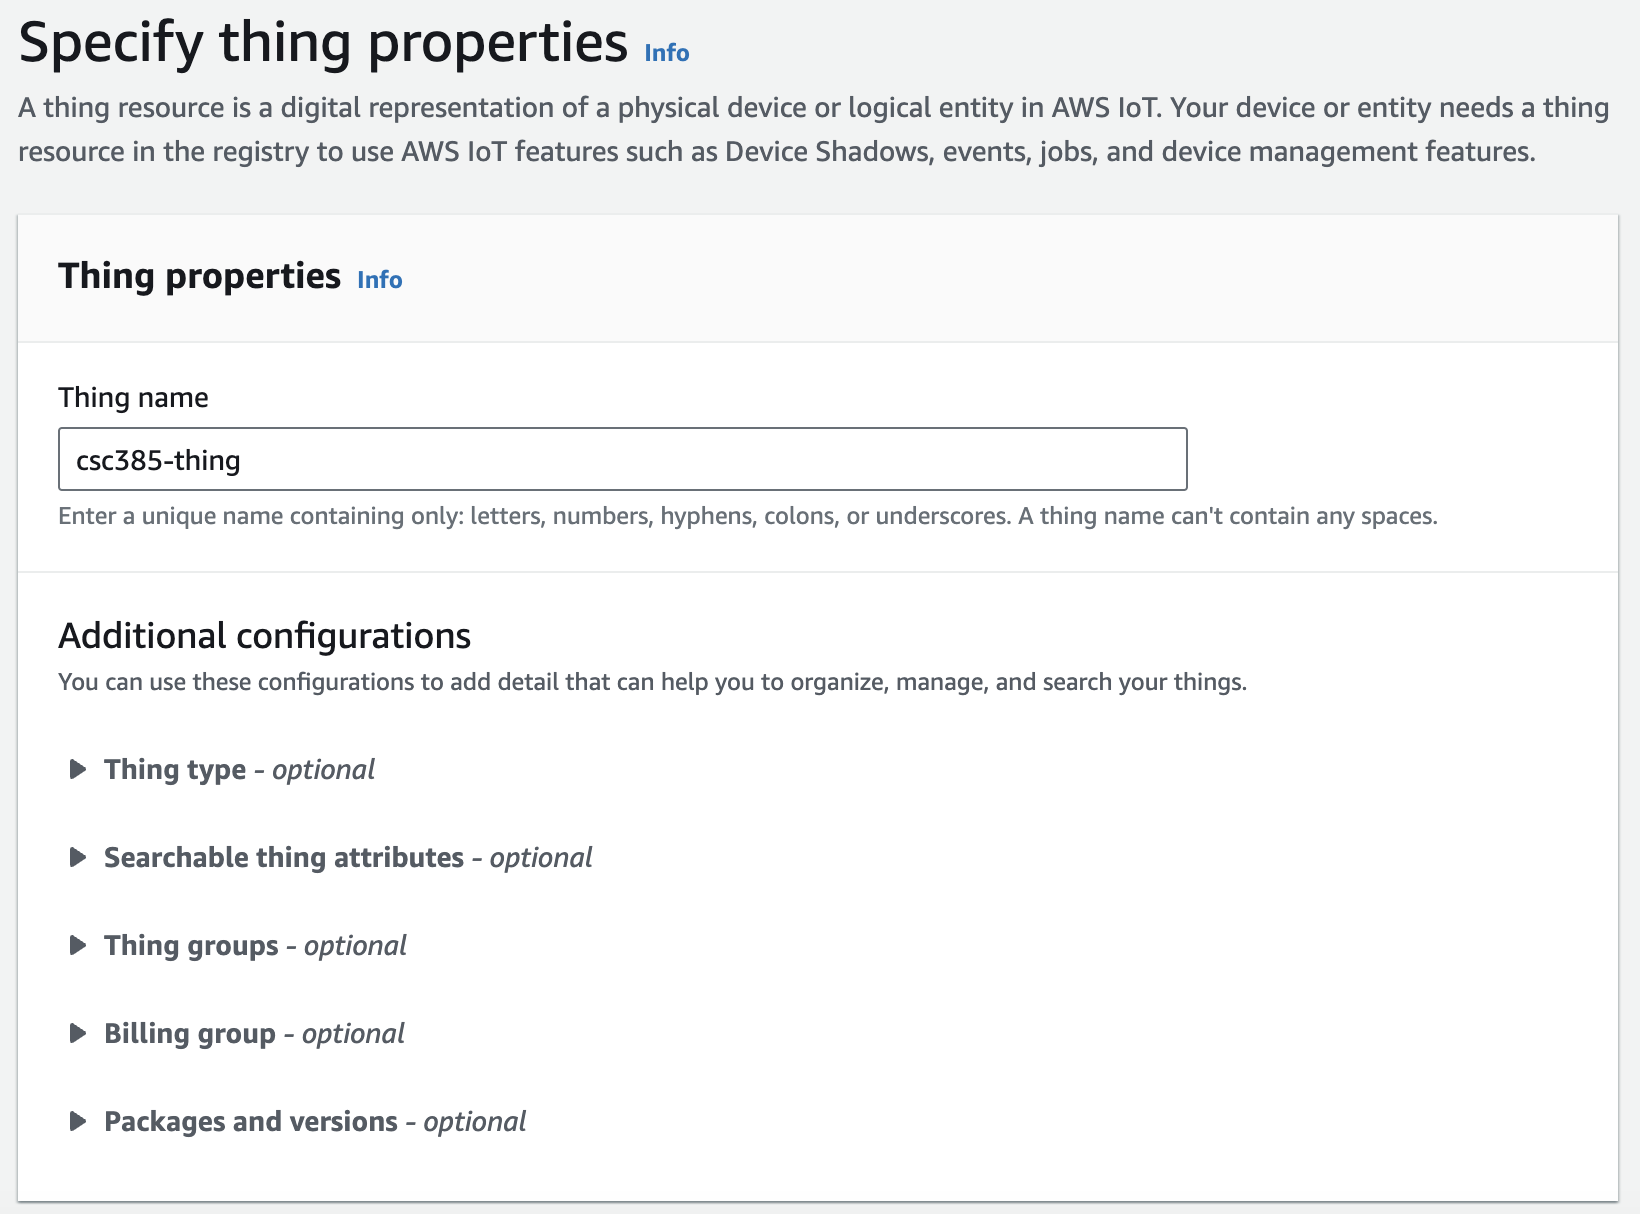 Specify thing properties Info
A thing resource is a digital representation of a physical device or logical entity in AWS IoT. Your device or entity needs a thing
resource in the registry to use AWS IoT features such as Device Shadows, events, jobs, and device management features.
Thing properties Info
Thing name
csc385-thing
Enter a unique name containing only: letters, numbers, hyphens, colons, or underscores. A thing name can't contain any spaces.
Additional configurations
You can use these configurations to add detail that can help you to organize, manage, and search your things.
Thing type - optional
Searchable thing attributes - optional
Thing groups - optional
Billing group - optional
Packages and versions - optional